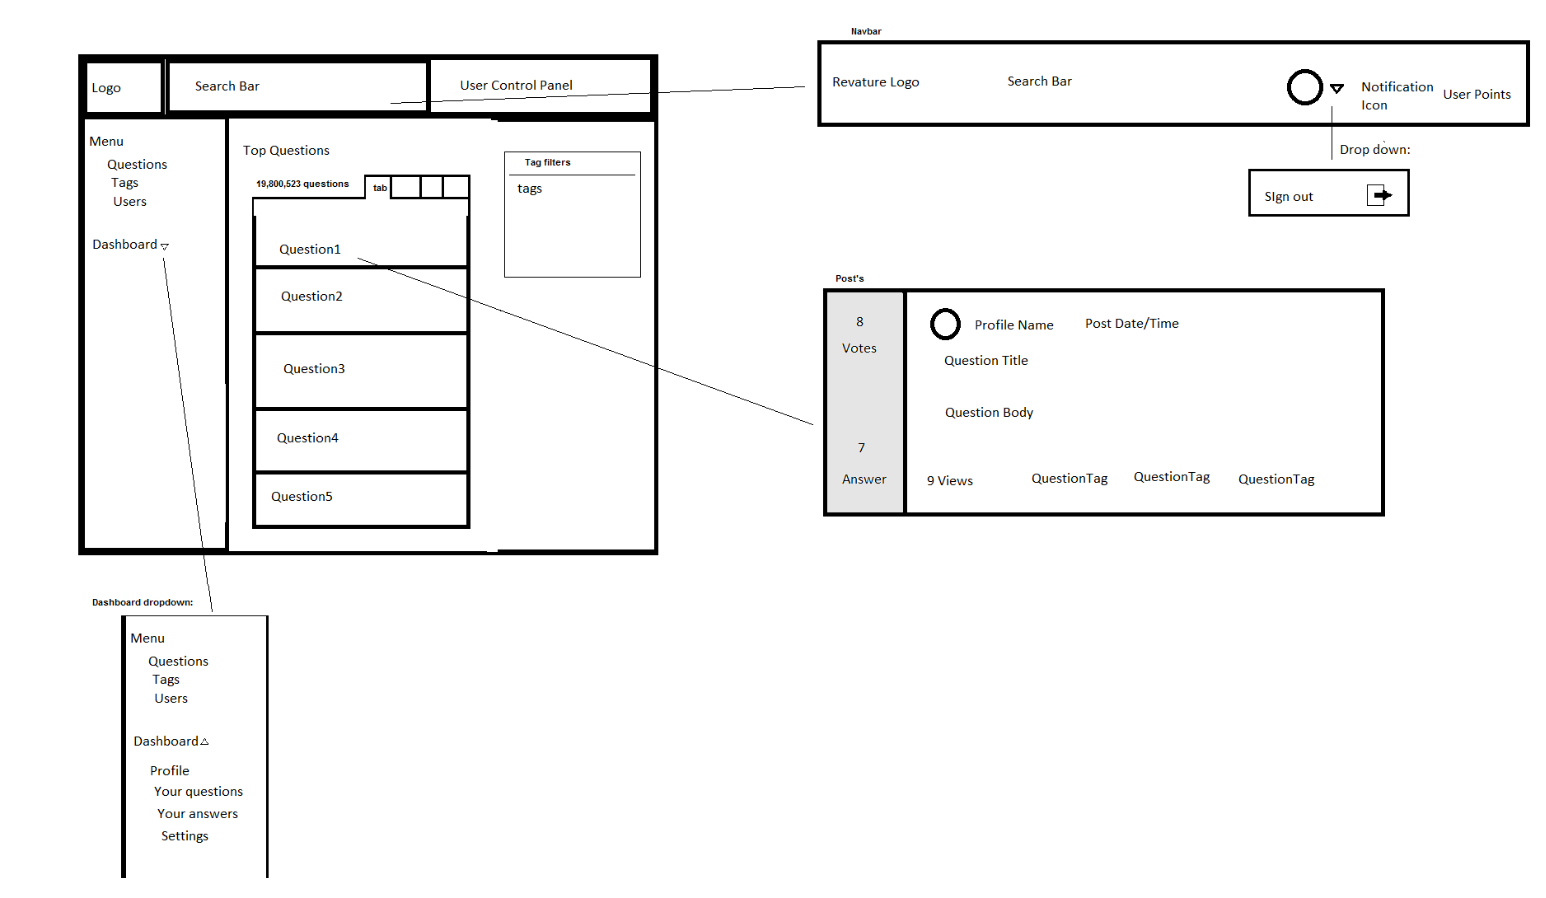 Logo
Search Bar
User Control Panel
Menu
Questions
Tags
Users
Dashboard
Top Questions
19,800,523 questions
tab
Question1
Question2
Question3
Question4
Question5
Tag filters
tags
Navbar
Revature Logo
Search Bar
Notification
Icon
User Points
Drop down:
SIgn out
Post's
8
Votes
7
Answer
Profile Name
Post Date/Time
Question Title
Question Body
9 Views
QuestionTag
QuestionTag
QuestionTag
Dashboard dropdown:
Menu
Questions
Tags
Users
Dashboard
Profile
Your questions
Your answers
Settings